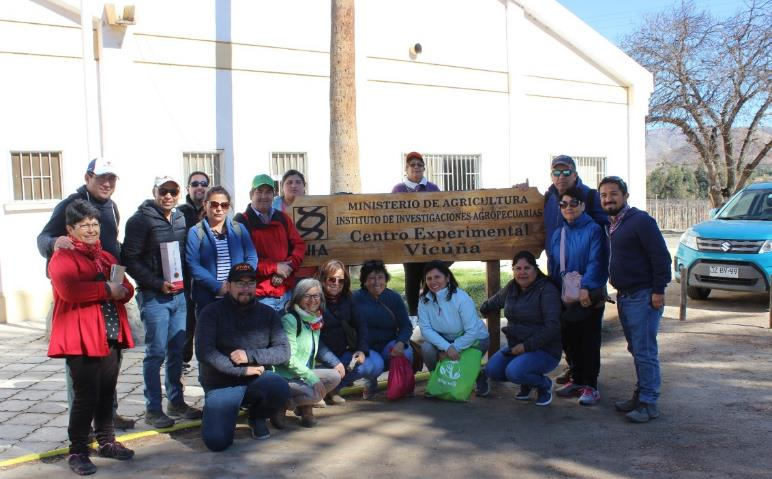 MINISTERIO DE AGRICULTURA
INSTITUTO DE INVESTIGACIONES AGROPECUARIAS
INIA
Centro Experimental
Vicuña